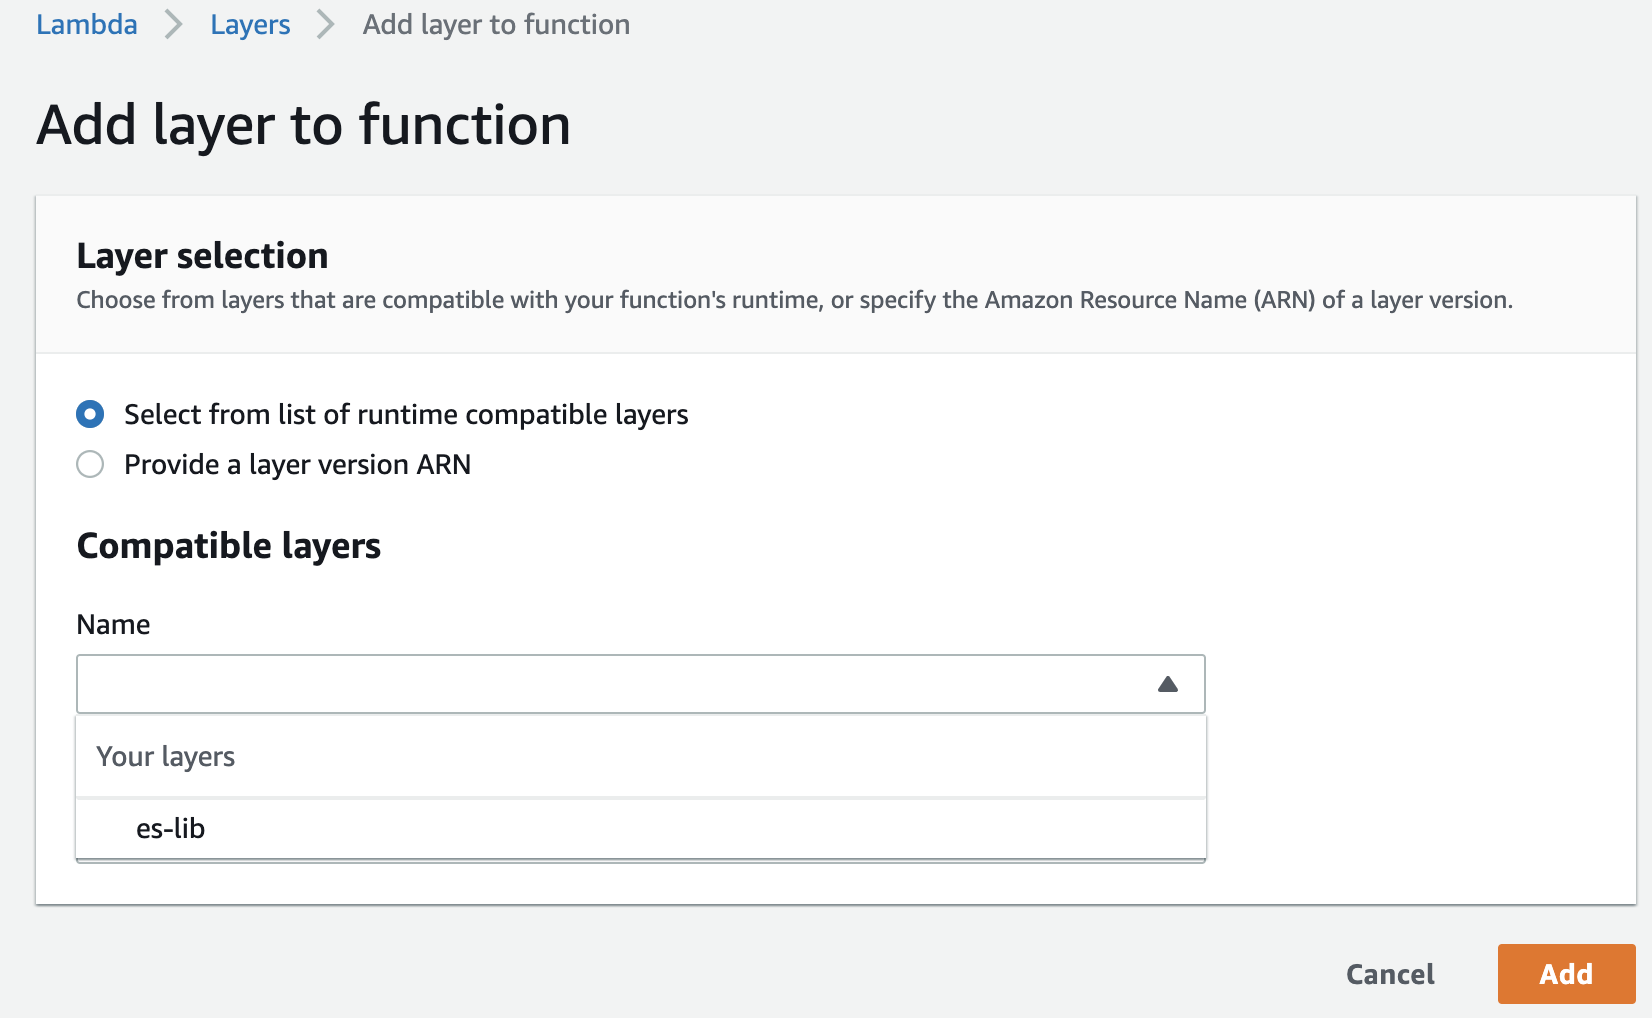 Lambda > Layers > Add layer to function
Add layer to function
Layer selection
Choose from layers that are compatible with your function's runtime, or specify the Amazon Resource Name (ARN) of a layer version.
Select from list of runtime compatible layers
Provide a layer version ARN
Compatible layers
Name
Your layers
es-lib
Cancel Add